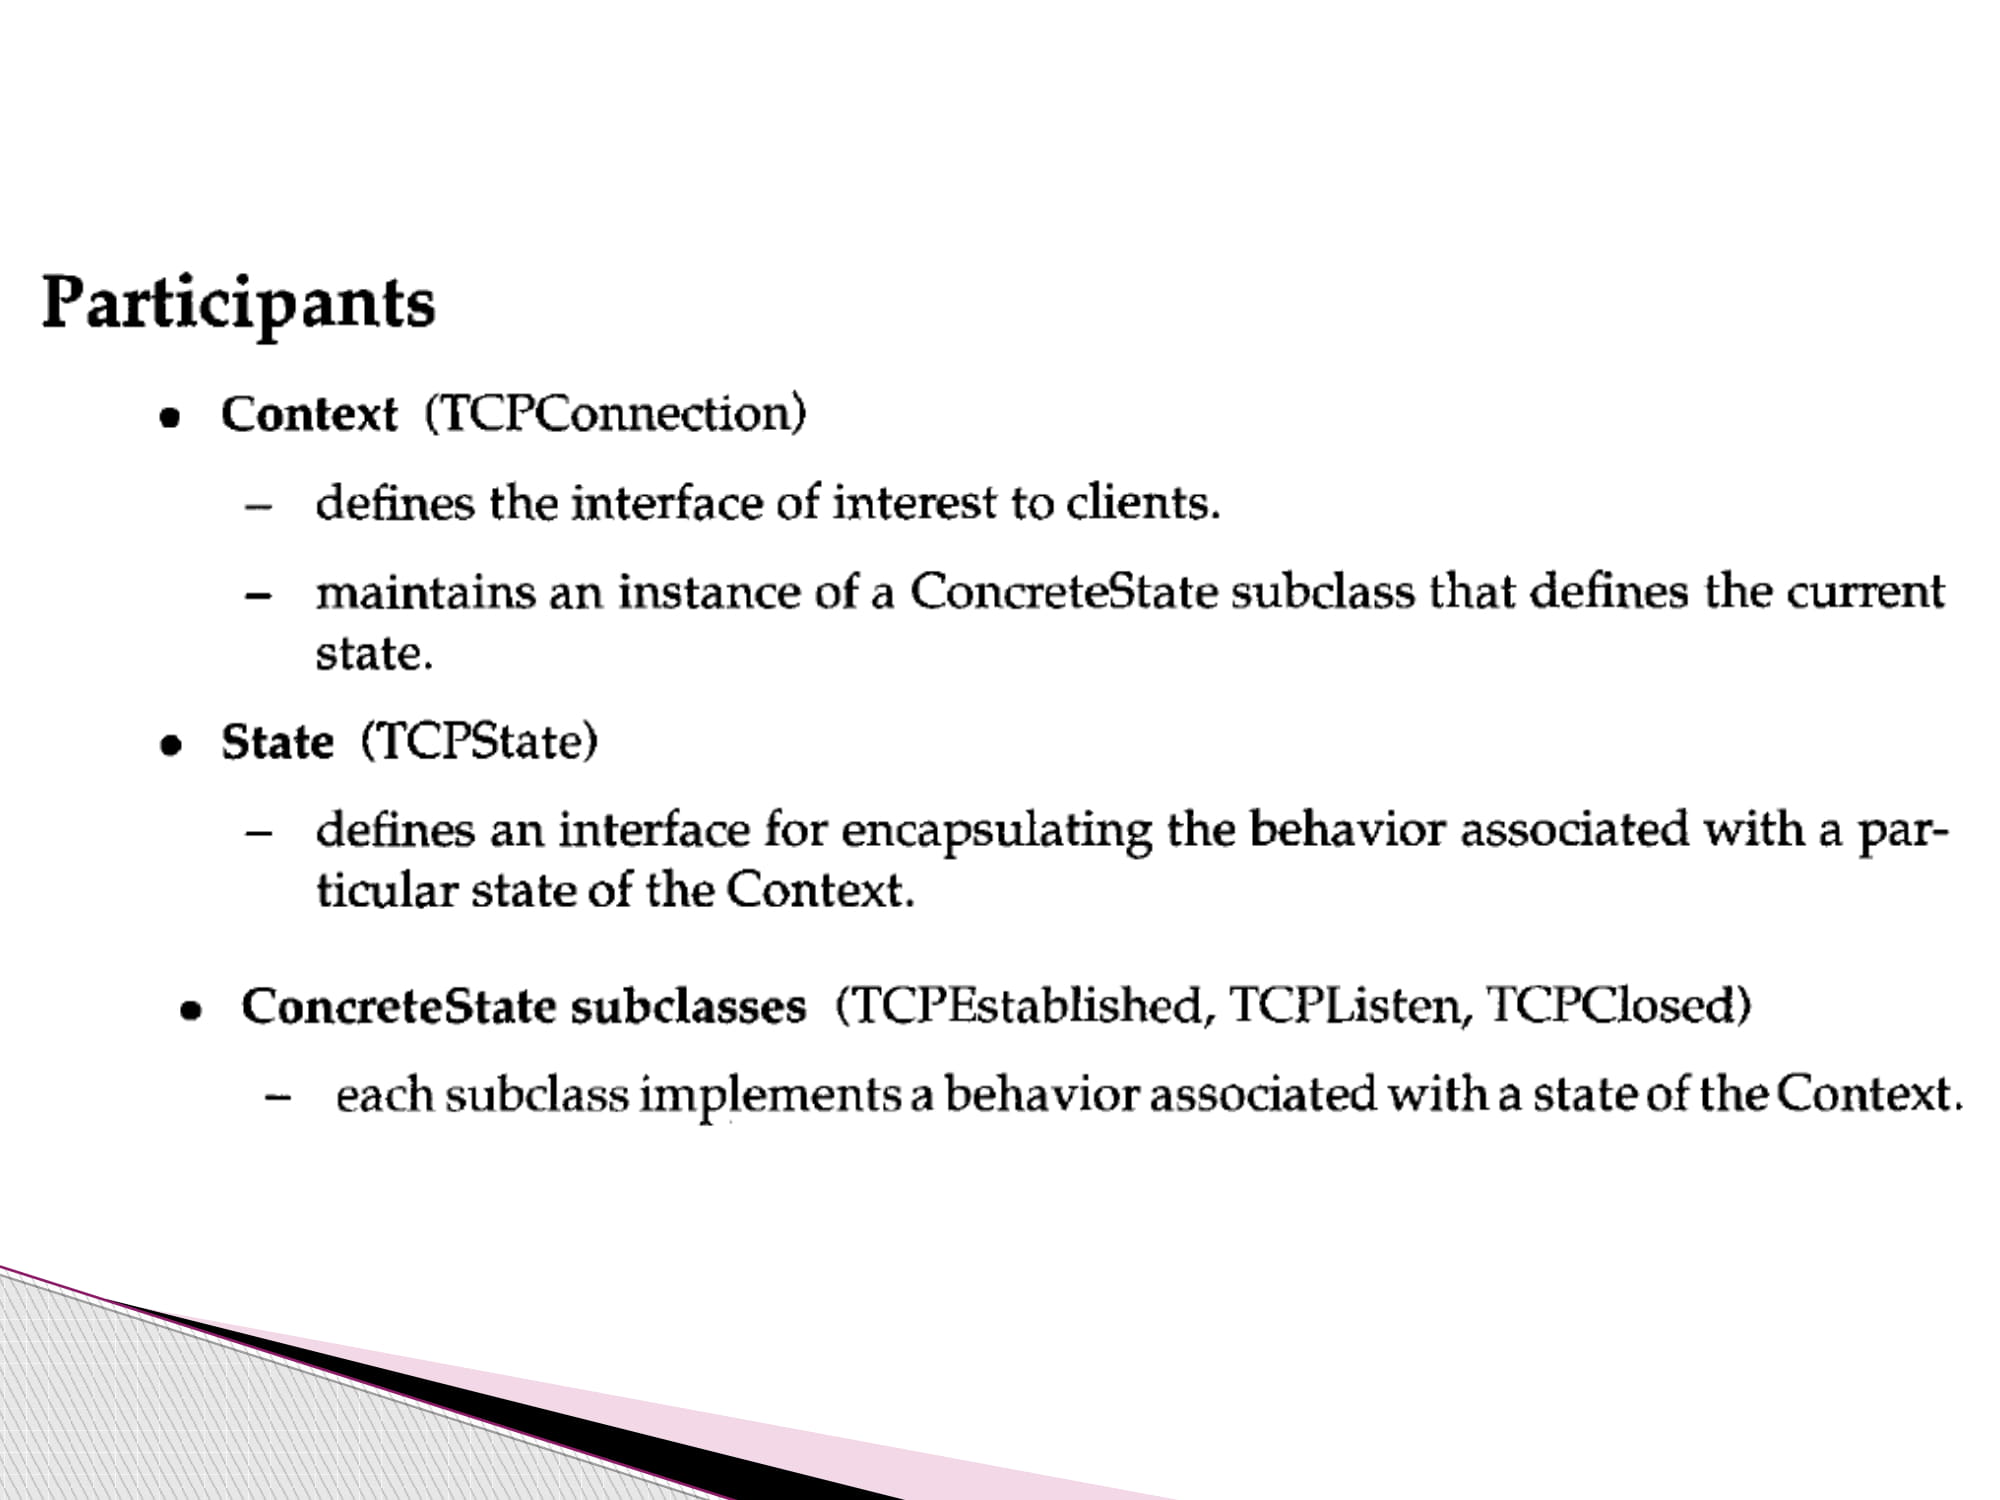 Participants
• Context (TCPConnection)
– defines the interface of interest to clients.
– maintains an instance of a ConcreteState subclass that defines the current
state.
• State (TCPState)
– defines an interface for encapsulating the behavior associated with a par-
ticular state of the Context.
• ConcreteState subclasses (TCPEstablished, TCPListen, TCPClosed)
– each subclass implements a behavior associated with a state of the Context.